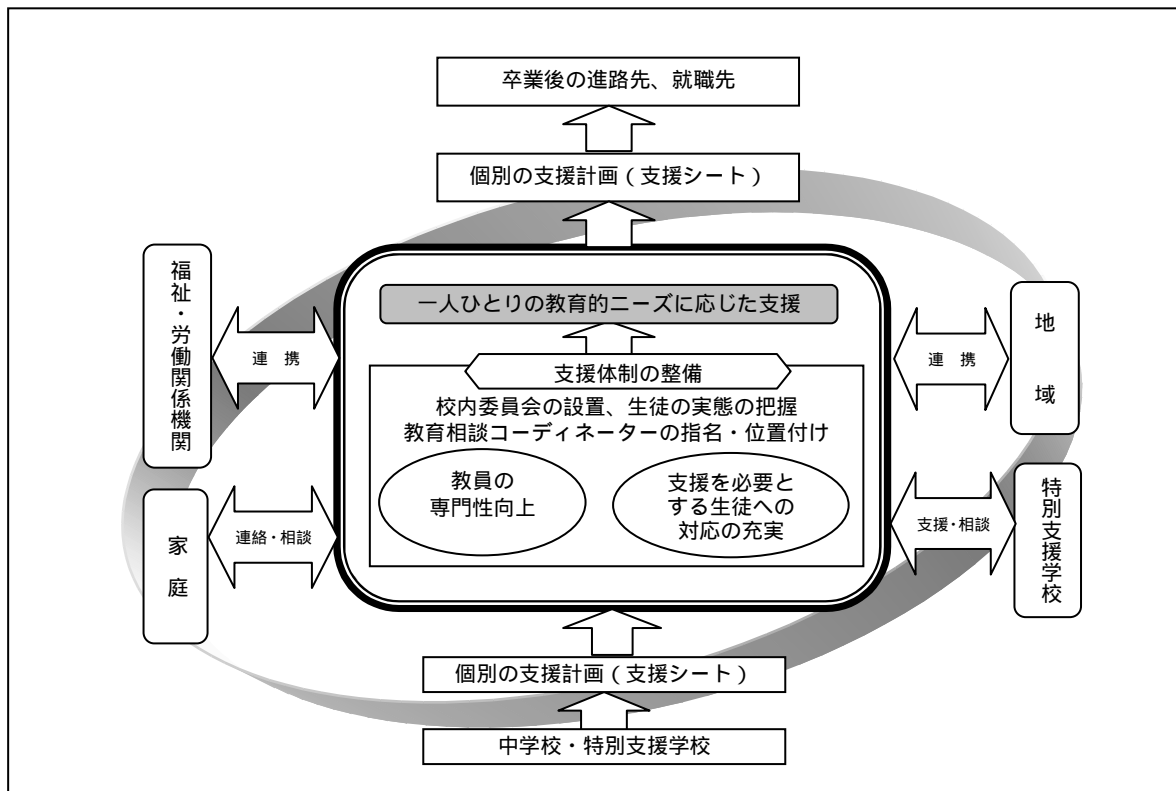 卒業後の進路先、就職先
個別の支援計画(支援シート)
一人ひとりの教育的ニーズに応じた支援
支援体制の整備
校内委員会の設置、生徒の実態の把握
教育相談コーディネーターの指名・位置付け
教員の
専門性向上
支援を必要と
する生徒への
対応の充実
福祉・労働関係機関
連 携
家 庭
連絡・相談
連 携
地 域
支援・相談
特別支援学校
個別の支援計画(支援シート)
中学校・特別支援学校